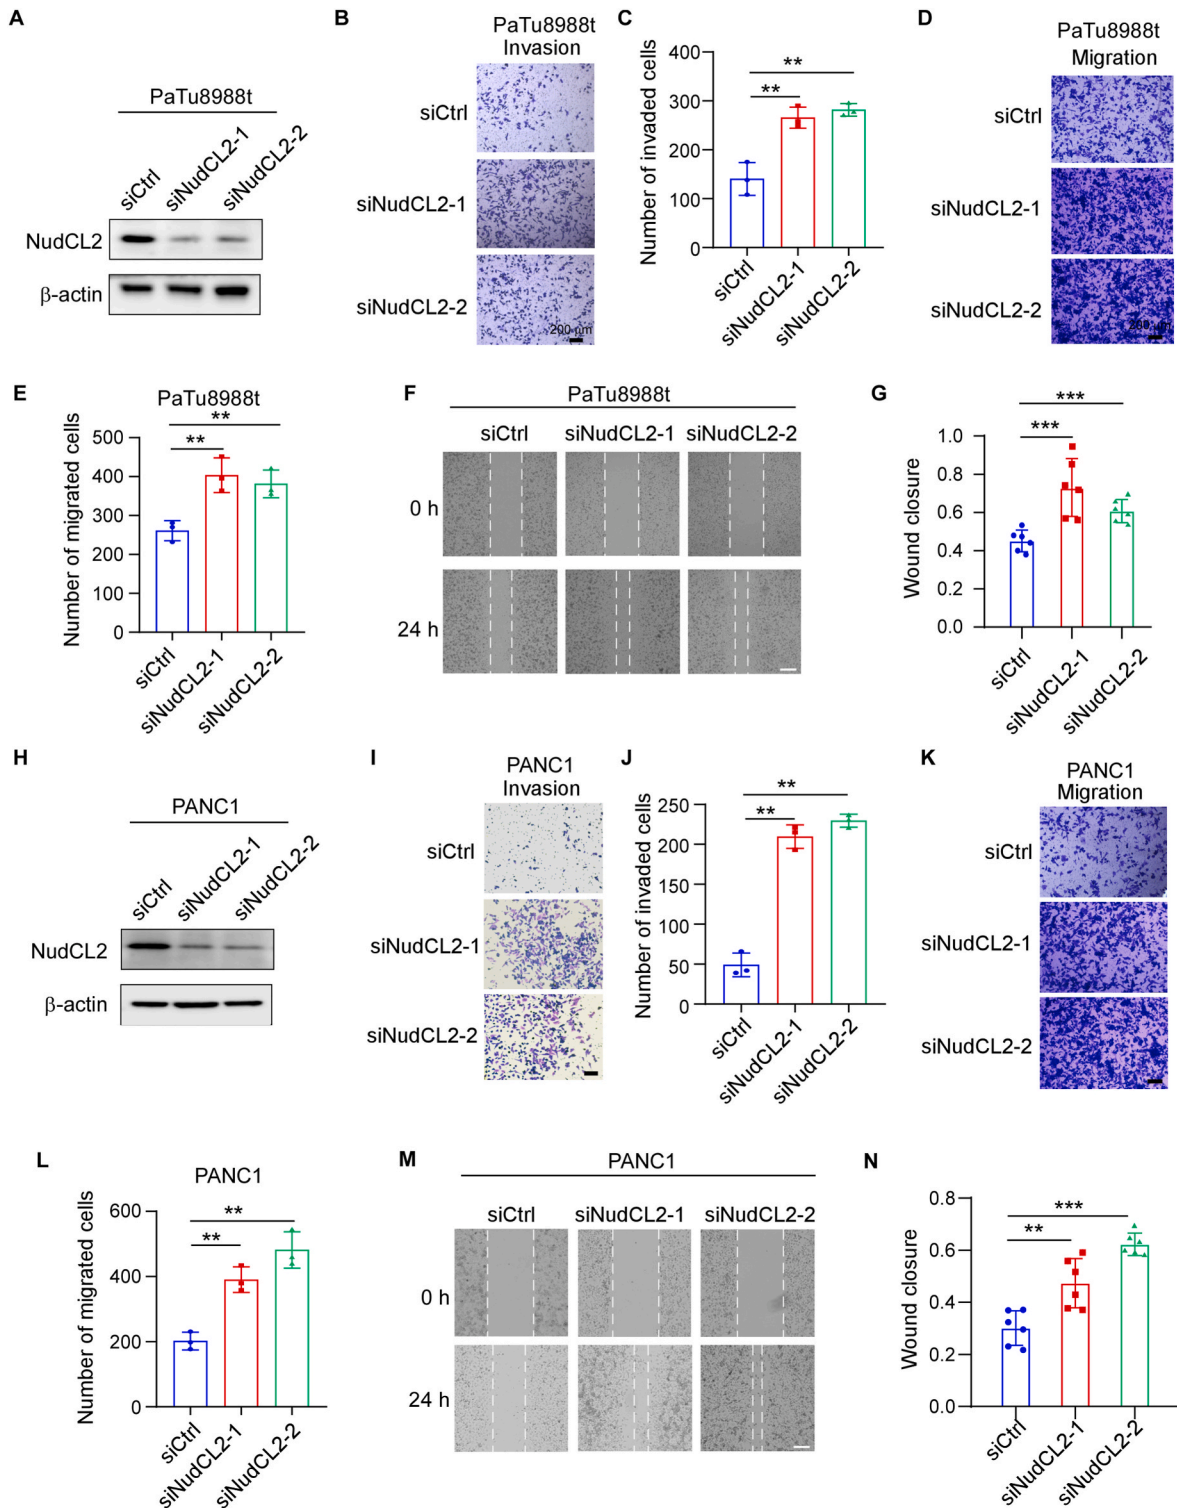 A
PaTu8988t
siCtrl
siNudCL2-1
siNudCL2-2
NudCL2
β-actin
B
PaTu8988t
Invasion
siCtrl
siNudCL2-1
siNudCL2-2
200 μm
C
Number of invaded cells
400
300
200
100
0
**
**
siCtrl
siNudCL2-1
siNudCL2-2
D
PaTu8988t
Migration
siCtrl
siNudCL2-1
siNudCL2-2
200 μm
E
PaTu8988t
Number of migrated cells
500
400
300
200
100
0
**
**
siCtrl
siNudCL2-1
siNudCL2-2
F
PaTu8988t
siCtrl
siNudCL2-1
siNudCL2-2
0 h
24 h
G
Wound closure
1.0
0.8
0.6
0.4
0.2
0.0
***
***
siCtrl
siNudCL2-1
siNudCL2-2
H
PANC1
siCtrl
siNudCL2-1
siNudCL2-2
NudCL2
β-actin
I
PANC1
Invasion
siCtrl
siNudCL2-1
siNudCL2-2
J
Number of invaded cells
250
200
150
100
50
0
**
**
siCtrl
siNudCL2-1
siNudCL2-2
K
PANC1
Migration
siCtrl
siNudCL2-1
siNudCL2-2
L
PANC1
Number of migrated cells
600
400
200
0
**
**
siCtrl
siNudCL2-1
siNudCL2-2
M
PANC1
siCtrl
siNudCL2-1
siNudCL2-2
0 h
24 h
N
Wound closure
0.8
0.6
0.4
0.2
0.0
***
**
siCtrl
siNudCL2-1
siNudCL2-2